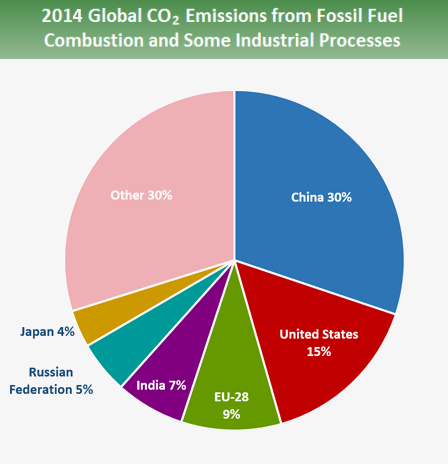 2014 Global CO₂ Emissions from Fossil Fuel
Combustion and Some Industrial Processes
Other 30%
China 30%
Japan 4%
United States
15%
Russian
Federation 5%
India 7%
EU-28
9%